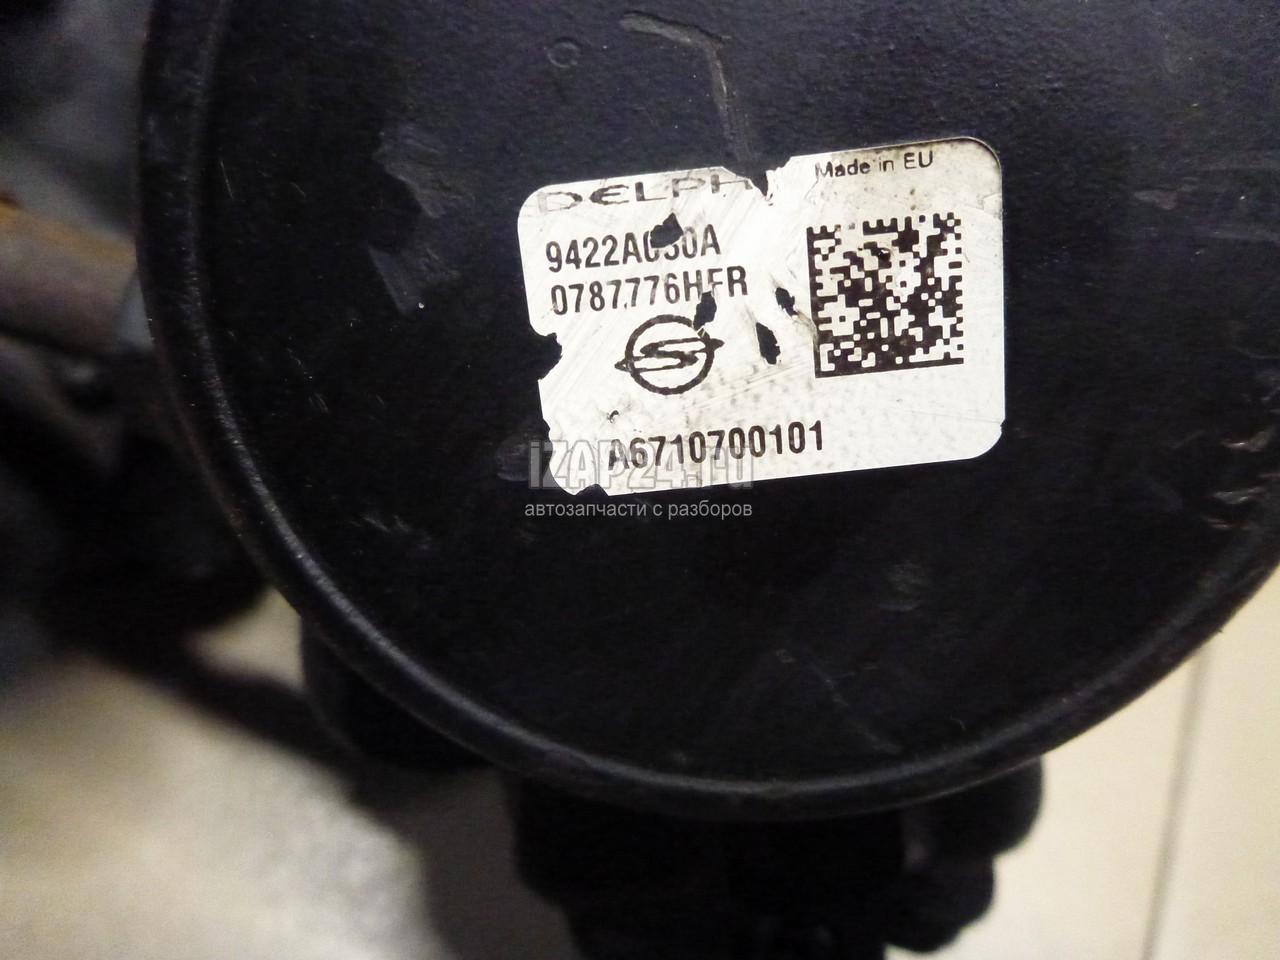 DELPHI
Made in EU
9422A030A
0787776HFR
A6710700101
iZAP24.ru
автозапчасти с разборов